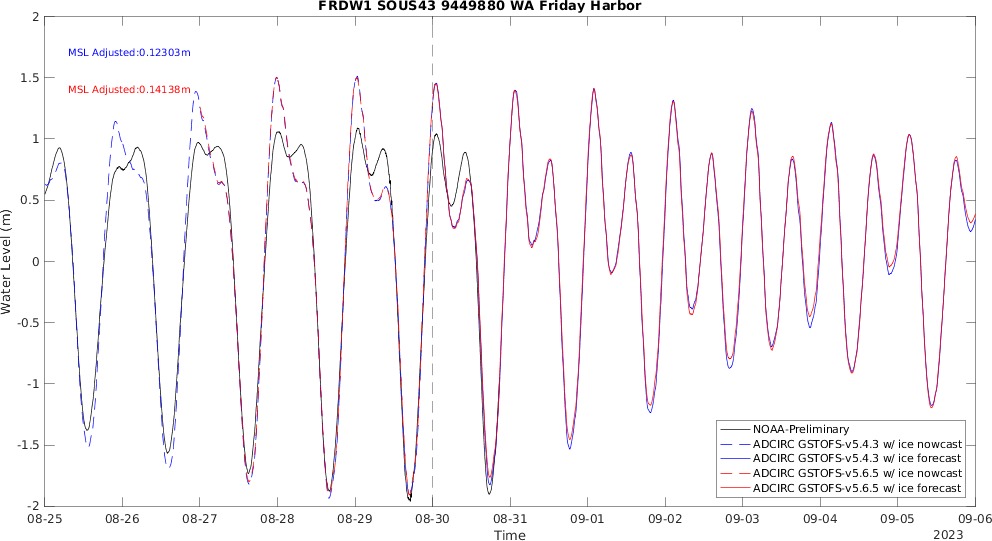 FRDW1 SOUS43 9449880 WA Friday Harbor
2
MSL Adjusted:0.12303m
1.5
MSL Adjusted:0.14138m
1
0.5
Water Level (m)
0
-0.5
-1
-1.5
-2
NOAA-Preliminary
ADCIRC GSTOFS-v5.4.3 w/ ice nowcast
ADCIRC GSTOFS-v5.4.3 w/ ice forecast
ADCIRC GSTOFS-v5.6.5 w/ ice nowcast
ADCIRC GSTOFS-v5.6.5 w/ ice forecast
08-25 08-26 08-27 08-28 08-29 08-30 08-31 09-01 09-02 09-03 09-04 09-05 09-06
Time
2023